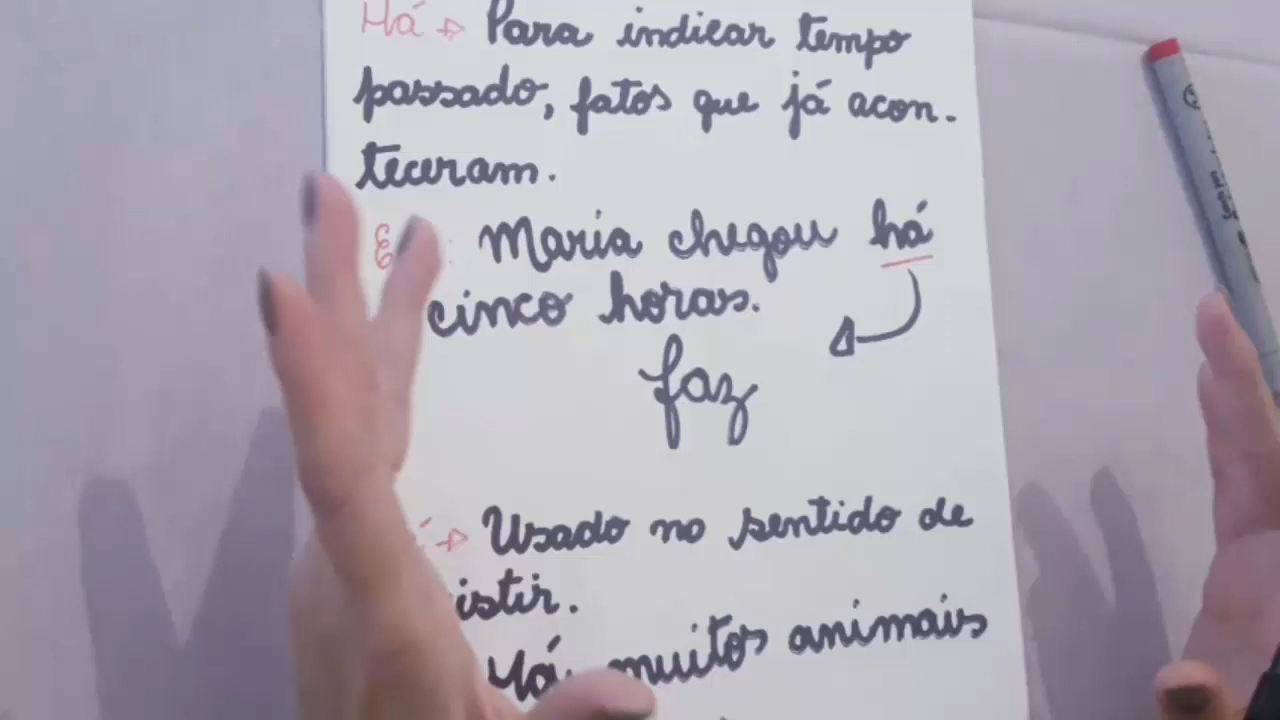 Há → Para indicar tempo
passado, fatos que já acon-
teceram.
Maria chegou há
cinco horas.
faz
→ Usado no sentido de
istir.
Há muitos animais